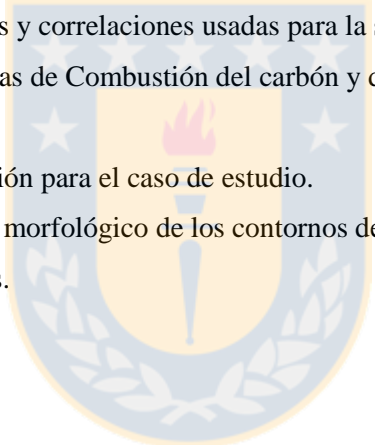 s y correlaciones usadas para la s
as de Combustión del carbón y d
ión para el caso de estudio.
morfológico de los contornos de
s.